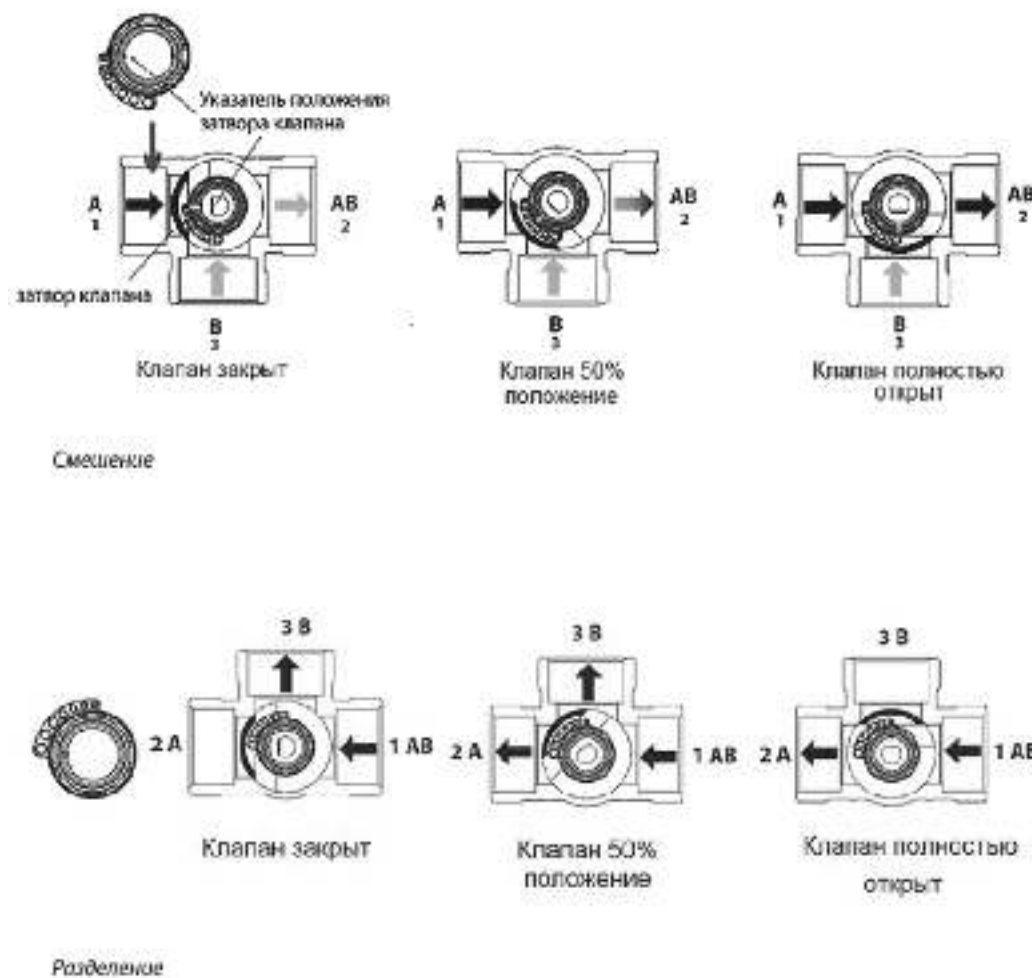 Указатель положения
затвора клапана
A
1
AB
2
A
1
AB
2
A
1
AB
2
затвор клапана
B
3
B
3
B
3
Клапан закрыт
Клапан 50%
положение
Клапан полностью
открыт
Смешение
3 B
3 B
3 B
2 A
1 AB
2 A
1 AB
2 A
1 AB
Клапан закрыт
Клапан 50%
положение
Клапан полностью
открыт
Разделение